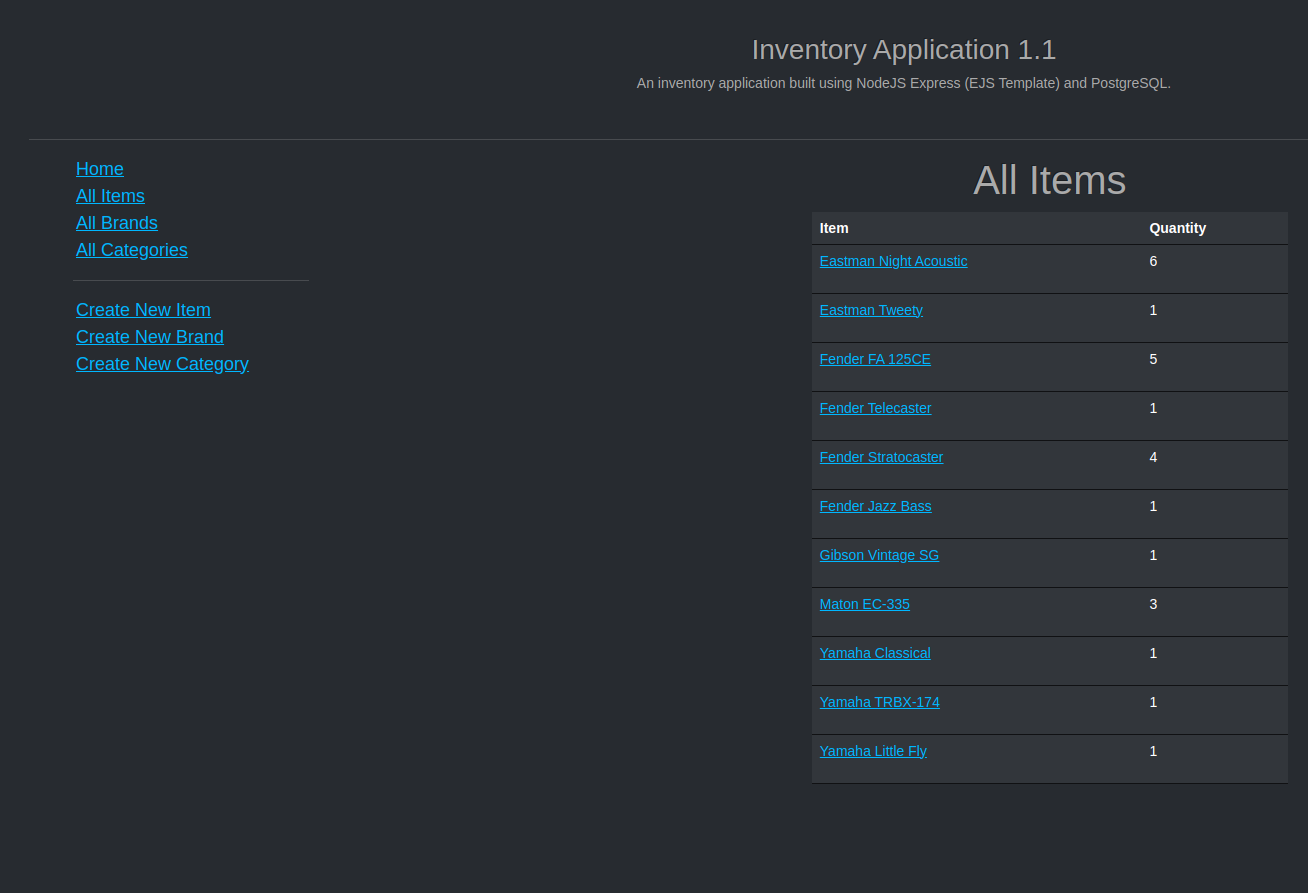 Inventory Application 1.1
An inventory application built using NodeJS Express (EJS Template) and PostgreSQL.
Home
All Items
All Brands
All Categories
Create New Item
Create New Brand
Create New Category
All Items
Item Quantity
Eastman Night Acoustic 6
Eastman Tweety 1
Fender FA 125CE 5
Fender Telecaster 1
Fender Stratocaster 4
Fender Jazz Bass 1
Gibson Vintage SG 1
Maton EC-335 3
Yamaha Classical 1
Yamaha TRBX-174 1
Yamaha Little Fly 1